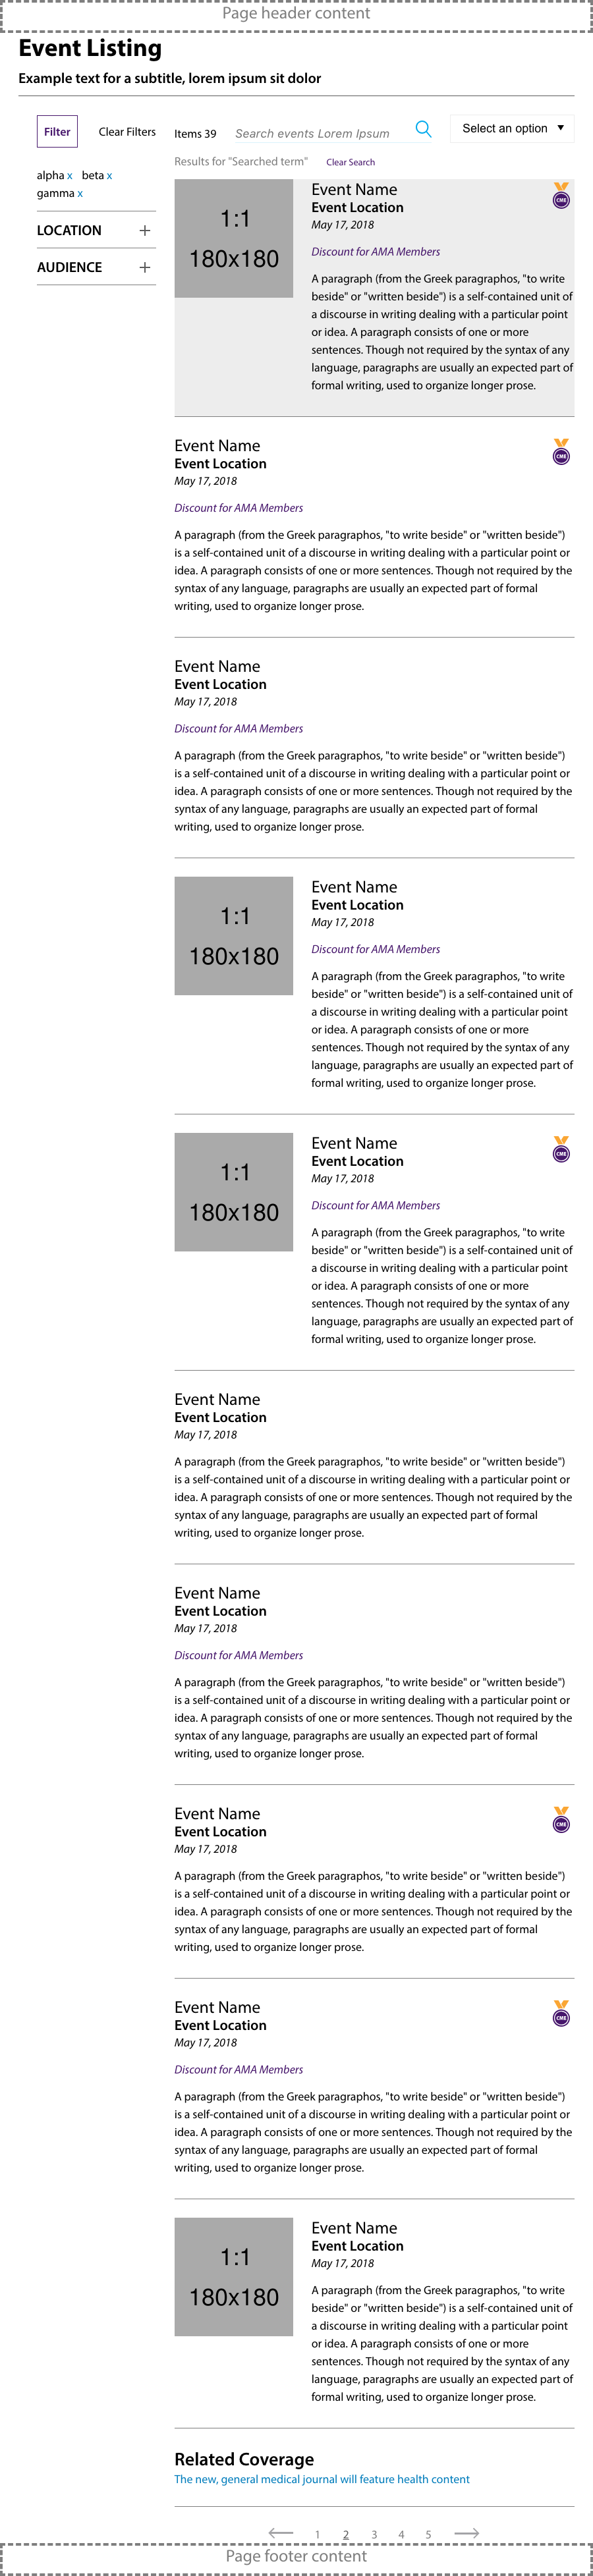 Page header content
Event Listing
Example text for a subtitle, lorem ipsum sit dolor
Filter
Clear Filters
Items 39
Search events Lorem Ipsum
Select an option
alpha x beta x
gamma x
LOCATION
AUDIENCE
Results for "Searched term"
Clear Search
1:1
180x180
Event Name
CME
Event Location
May 17, 2018
Discount for AMA Members
A paragraph (from the Greek paragraphos, "to write
beside" or "written beside") is a self-contained unit of
a discourse in writing dealing with a particular point
or idea. A paragraph consists of one or more
sentences. Though not required by the syntax of any
language, paragraphs are usually an expected part of
formal writing, used to organize longer prose.
Event Name
CME
Event Location
May 17, 2018
Discount for AMA Members
A paragraph (from the Greek paragraphos, "to write beside" or "written beside")
is a self-contained unit of a discourse in writing dealing with a particular point or
idea. A paragraph consists of one or more sentences. Though not required by the
syntax of any language, paragraphs are usually an expected part of formal
writing, used to organize longer prose.
Event Name
Event Location
May 17, 2018
Discount for AMA Members
A paragraph (from the Greek paragraphos, "to write beside" or "written beside")
is a self-contained unit of a discourse in writing dealing with a particular point or
idea. A paragraph consists of one or more sentences. Though not required by the
syntax of any language, paragraphs are usually an expected part of formal
writing, used to organize longer prose.
1:1
180x180
Event Name
Event Location
May 17, 2018
Discount for AMA Members
A paragraph (from the Greek paragraphos, "to write
beside" or "written beside") is a self-contained unit of
a discourse in writing dealing with a particular point
or idea. A paragraph consists of one or more
sentences. Though not required by the syntax of any
language, paragraphs are usually an expected part of
formal writing, used to organize longer prose.
1:1
180x180
Event Name
CME
Event Location
May 17, 2018
Discount for AMA Members
A paragraph (from the Greek paragraphos, "to write
beside" or "written beside") is a self-contained unit of
a discourse in writing dealing with a particular point
or idea. A paragraph consists of one or more
sentences. Though not required by the syntax of any
language, paragraphs are usually an expected part of
formal writing, used to organize longer prose.
Event Name
Event Location
May 17, 2018
A paragraph (from the Greek paragraphos, "to write beside" or "written beside")
is a self-contained unit of a discourse in writing dealing with a particular point or
idea. A paragraph consists of one or more sentences. Though not required by the
syntax of any language, paragraphs are usually an expected part of formal
writing, used to organize longer prose.
Event Name
Event Location
May 17, 2018
Discount for AMA Members
A paragraph (from the Greek paragraphos, "to write beside" or "written beside")
is a self-contained unit of a discourse in writing dealing with a particular point or
idea. A paragraph consists of one or more sentences. Though not required by the
syntax of any language, paragraphs are usually an expected part of formal
writing, used to organize longer prose.
Event Name
CME
Event Location
May 17, 2018
A paragraph (from the Greek paragraphos, "to write beside" or "written beside")
is a self-contained unit of a discourse in writing dealing with a particular point or
idea. A paragraph consists of one or more sentences. Though not required by the
syntax of any language, paragraphs are usually an expected part of formal
writing, used to organize longer prose.
Event Name
CME
Event Location
May 17, 2018
Discount for AMA Members
A paragraph (from the Greek paragraphos, "to write beside" or "written beside")
is a self-contained unit of a discourse in writing dealing with a particular point or
idea. A paragraph consists of one or more sentences. Though not required by the
syntax of any language, paragraphs are usually an expected part of formal
writing, used to organize longer prose.
1:1
180x180
Event Name
Event Location
May 17, 2018
A paragraph (from the Greek paragraphos, "to write
beside" or "written beside") is a self-contained unit of
a discourse in writing dealing with a particular point
or idea. A paragraph consists of one or more
sentences. Though not required by the syntax of any
language, paragraphs are usually an expected part of
formal writing, used to organize longer prose.
Related Coverage
The new, general medical journal will feature health content
1 2 3 4 5
Page footer content